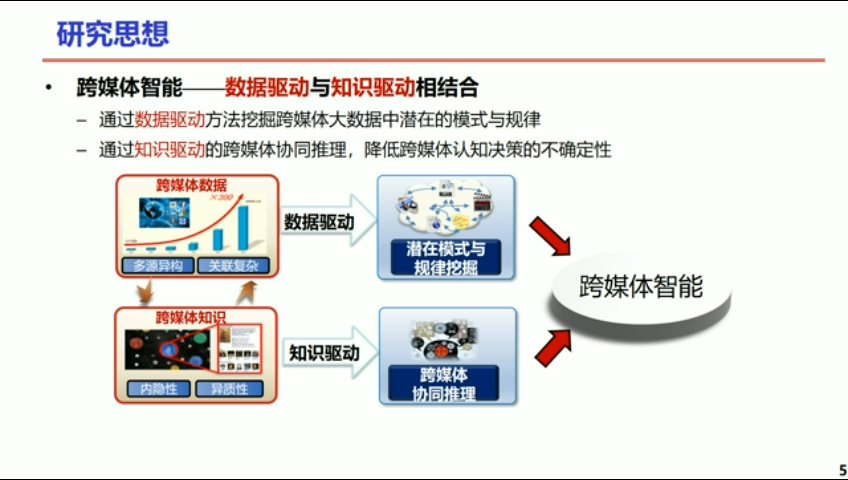 研究思想
• 跨媒体智能——数据驱动与知识驱动相结合
– 通过数据驱动方法挖掘跨媒体大数据中潜在的模式与规律
– 通过知识驱动的跨媒体协同推理，降低跨媒体认知决策的不确定性
跨媒体数据
×300
多源异构
关联复杂
数据驱动
潜在模式与
规律挖掘
跨媒体智能
跨媒体知识
内隐性
异质性
知识驱动
跨媒体
协同推理
5